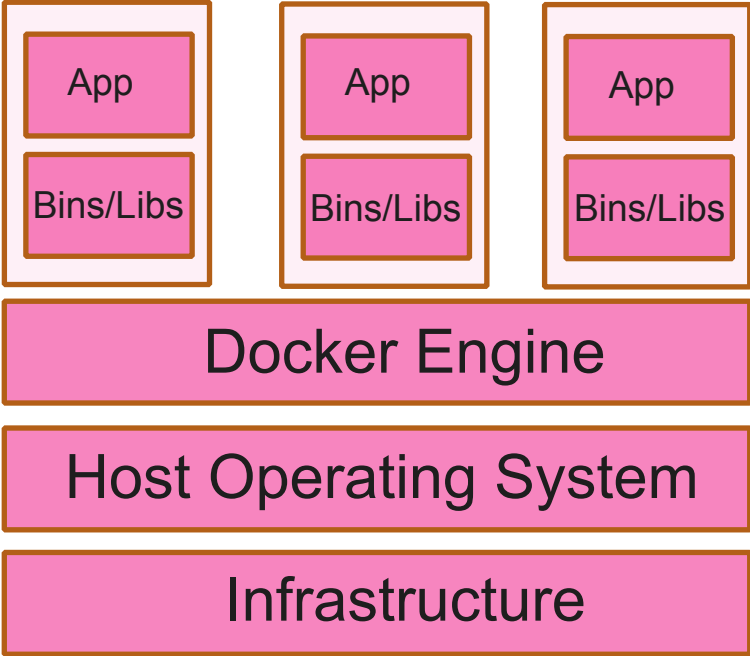 App
App
App
Bins/Libs
Bins/Libs
Bins/Libs
Docker Engine
Host Operating System
Infrastructure